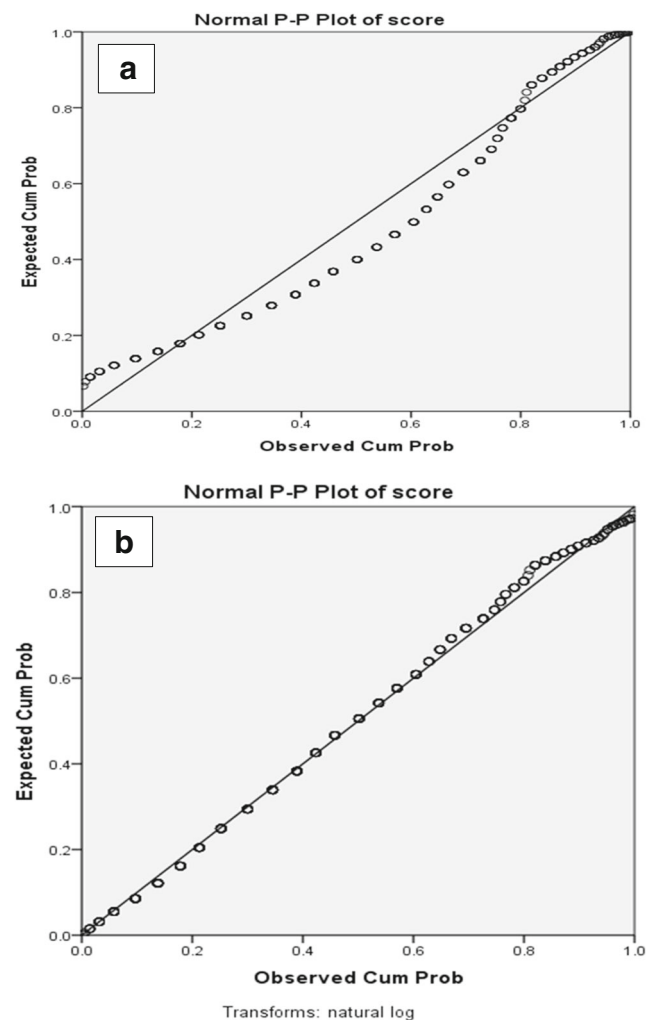 Normal P-P Plot of score
a
1.0
0.8
0.6
0.4
0.2
0.0
Expected Cum Prob
0.0 0.2 0.4 0.6 0.8 1.0
Observed Cum Prob
Normal P-P Plot of score
b
1.0
0.8
0.6
0.4
0.2
0.0
Expected Cum Prob
0.0 0.2 0.4 0.6 0.8 1.0
Observed Cum Prob
Transforms: natural log